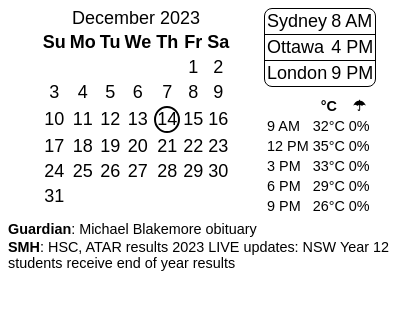 December 2023
Su Mo Tu We Th Fr Sa
1 2
3 4 5 6 7 8 9
10 11 12 13 14 15 16
17 18 19 20 21 22 23
24 25 26 27 28 29 30
31
Sydney 8 AM
Ottawa 4 PM
London 9 PM
°C ☂
9 AM 32°C 0%
12 PM 35°C 0%
3 PM 33°C 0%
6 PM 29°C 0%
9 PM 26°C 0%
Guardian: Michael Blakemore obituary
SMH: HSC, ATAR results 2023 LIVE updates: NSW Year 12
students receive end of year results